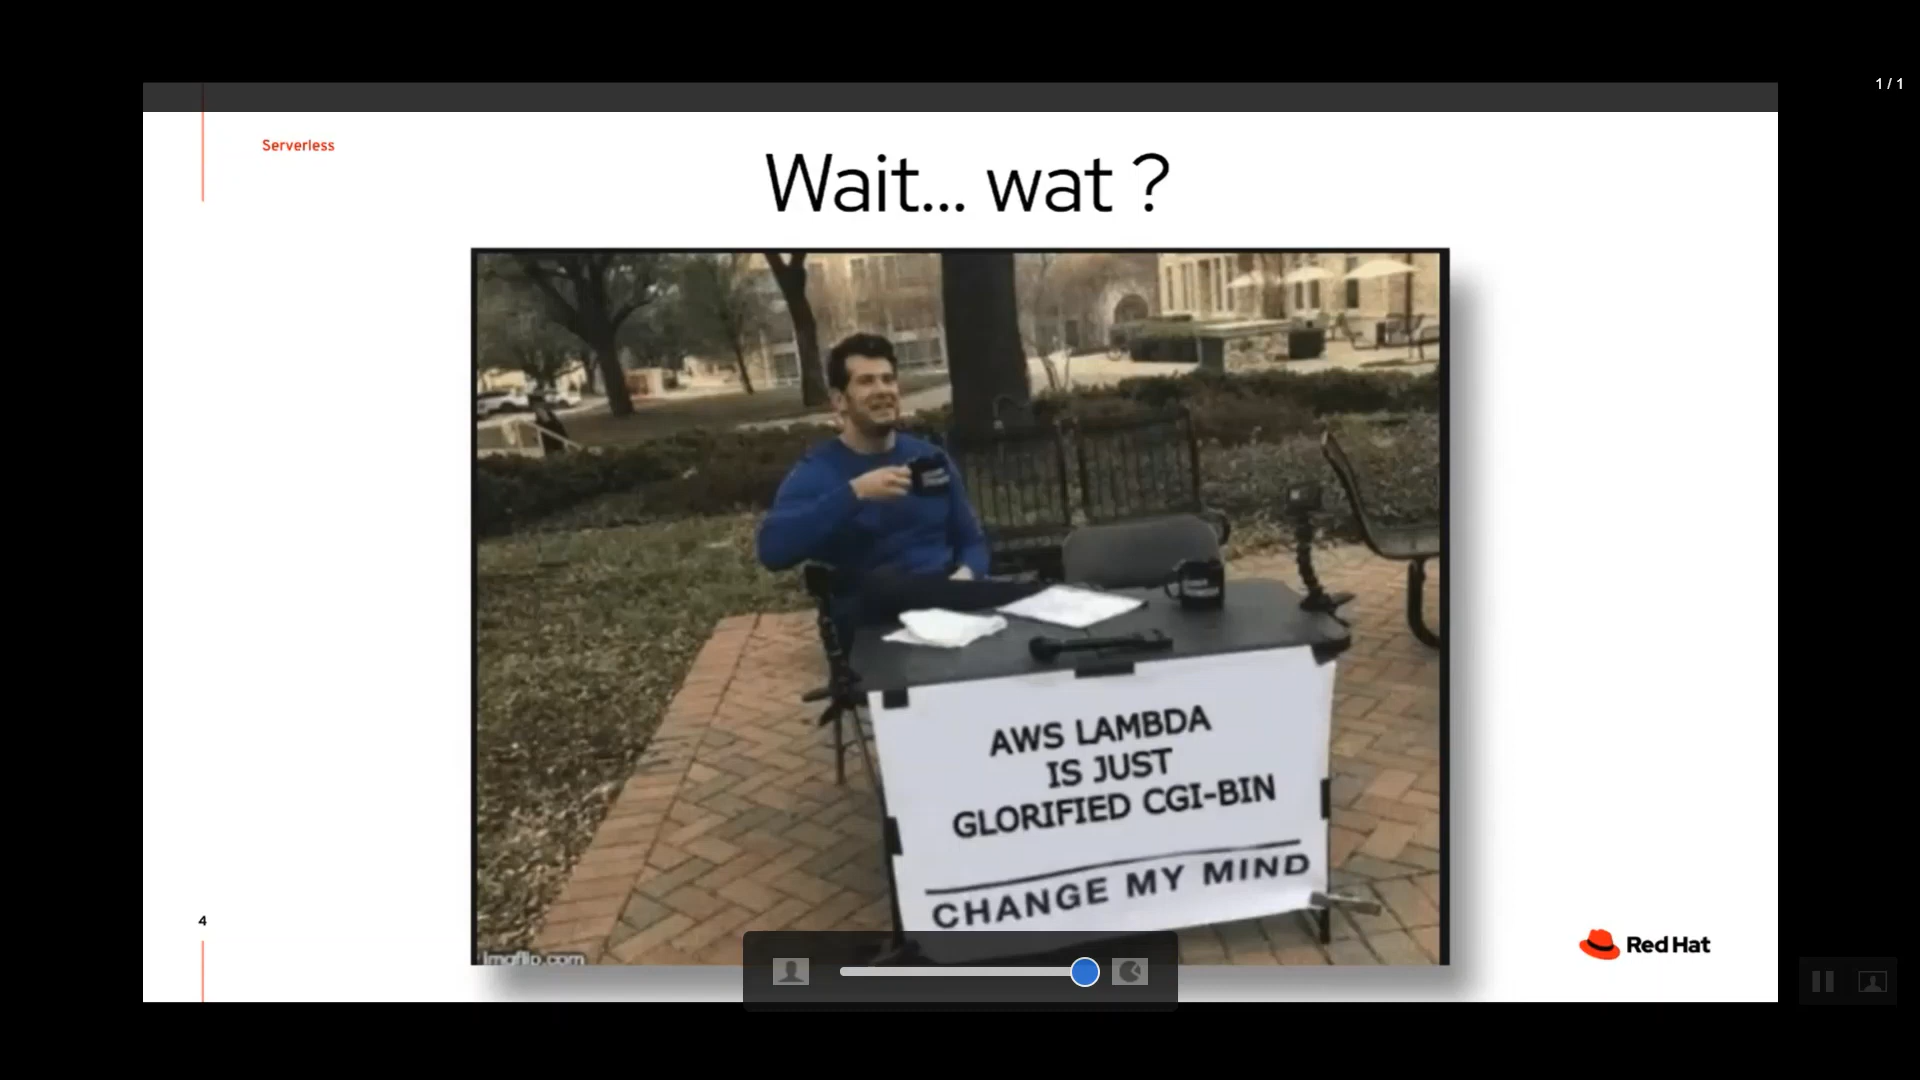 1 / 1
Serverless
Wait... wat ?
AWS LAMBDA
IS JUST
GLORIFIED CGI-BIN
CHANGE MY MIND
imgflip.com
4
Red Hat